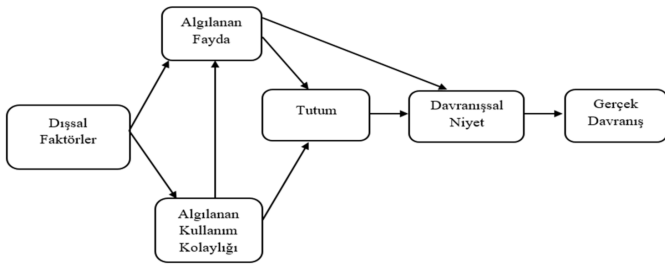 Algılanan
Fayda
Dışsal
Faktörler
Tutum
Davranışsal
Niyet
Gerçek
Davranış
Algılanan
Kullanım
Kolaylığı